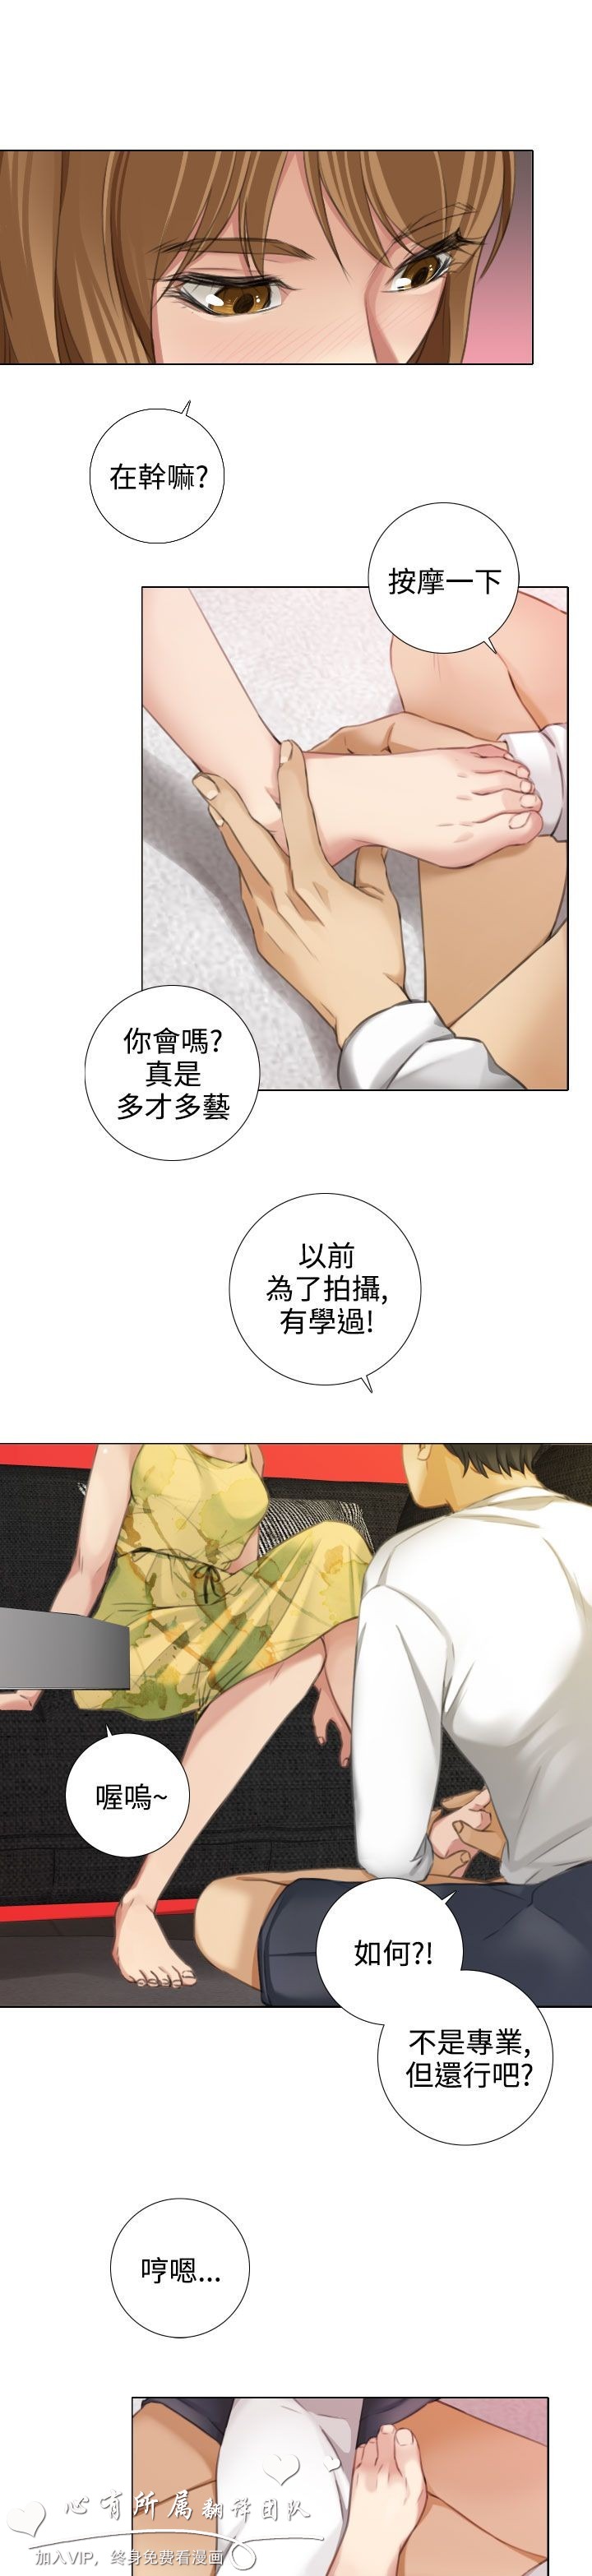 在幹嘛?
按摩一下
你會嗎?
真是
多才多藝
以前
為了拍攝,
有學過!
喔嗚~
如何?!
不是專業,
但還行吧?
哼嗯...
心有所属翻译团队
加入VIP，终身免费看漫画